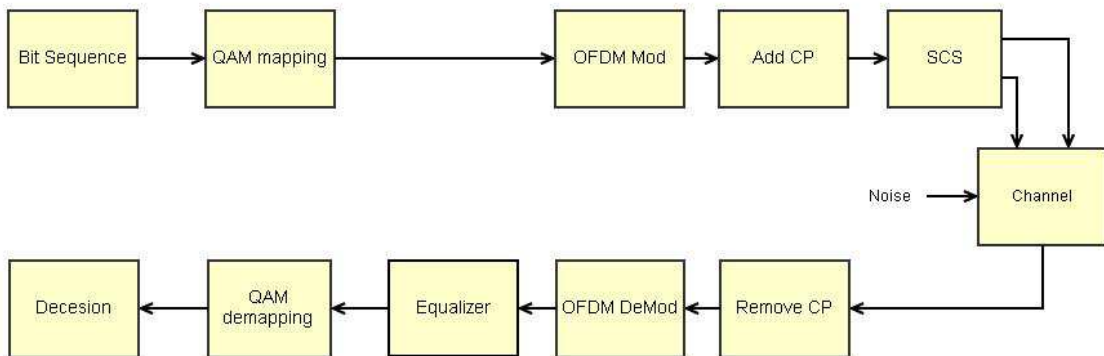 Bit Sequence
QAM mapping
OFDM Mod
Add CP
SCS
Noise
Channel
Decesion
QAM
demapping
Equalizer
OFDM DeMod
Remove CP